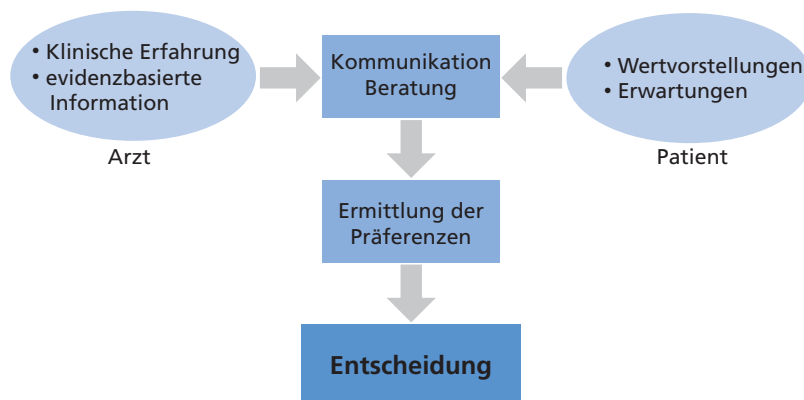 • Klinische Erfahrung
• evidenzbasierte
Information
Arzt
Kommunikation
Beratung
• Wertvorstellungen
• Erwartungen
Patient
Ermittlung der
Präferenzen
Entscheidung